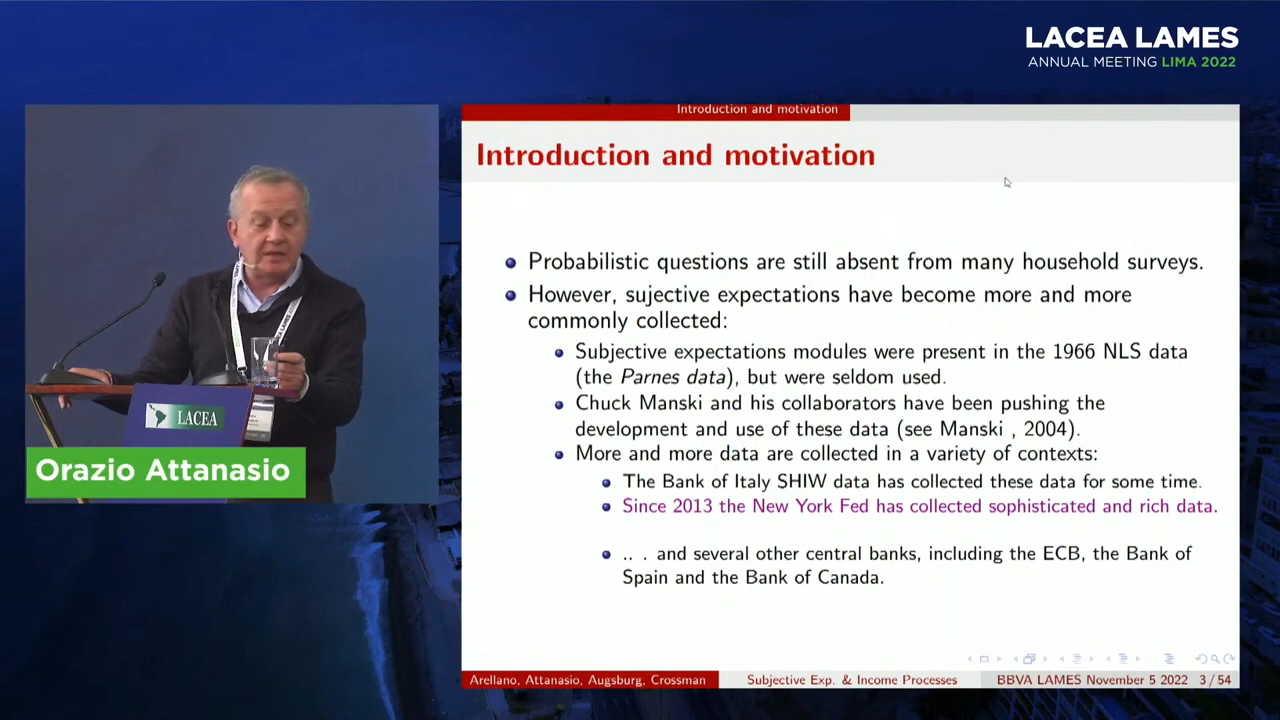 LACEA LAMES
ANNUAL MEETING LIMA 2022
Introduction and motivation
Introduction and motivation
Probabilistic questions are still absent from many household surveys.
However, sujective expectations have become more and more
commonly collected:
Subjective expectations modules were present in the 1966 NLS data
(the Parnes data), but were seldom used.
Chuck Manski and his collaborators have been pushing the
development and use of these data (see Manski , 2004).
More and more data are collected in a variety of contexts:
The Bank of Italy SHIW data has collected these data for some time.
Since 2013 the New York Fed has collected sophisticated and rich data.
.. . and several other central banks, including the ECB, the Bank of
Spain and the Bank of Canada.
Arellano, Attanasio, Augsburg, Crossman
Subjective Exp. & Income Processes
BBVA LAMES November 5 2022 3 / 54
LACEA
Orazio Attanasio